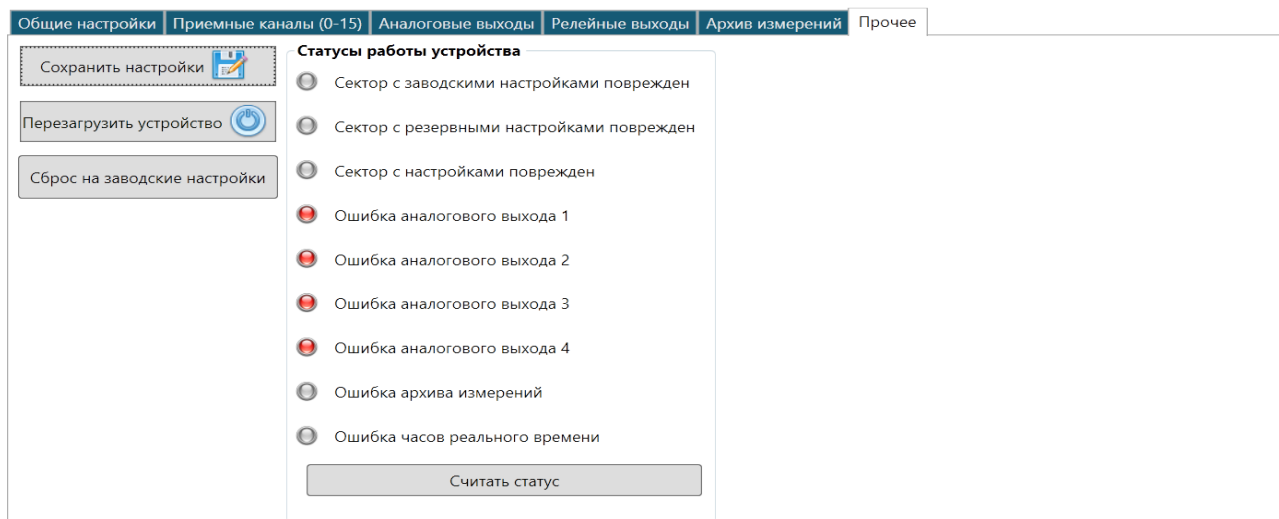 Общие настройки Приемные каналы (0-15) Аналоговые выходы Релейные выходы Архив измерений Прочее
Сохранить настройки
Перезагрузить устройство
Сброс на заводские настройки
Статусы работы устройства
Сектор с заводскими настройками поврежден
Сектор с резервными настройками поврежден
Сектор с настройками поврежден
Ошибка аналогового выхода 1
Ошибка аналогового выхода 2
Ошибка аналогового выхода 3
Ошибка аналогового выхода 4
Ошибка архива измерений
Ошибка часов реального времени
Считать статус